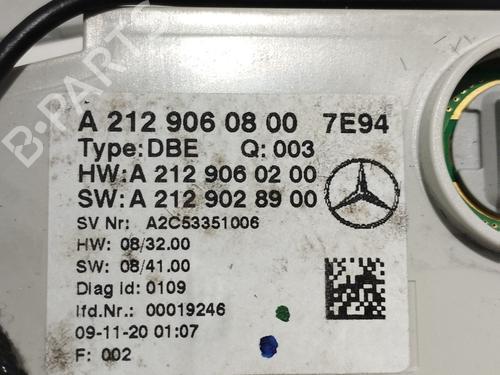 A 212 906 08 00 7E94
Type:DBE Q: 003
HW:A 212 906 02 00
SW:A 212 902 89 00
SV Nr: A2C53351006
HW: 08/32.00
SW: 08/41.00
Diag Id: 0109
lfd.Nr.: 00019246
09-11-20 01:07
F: 002
B-PARTS